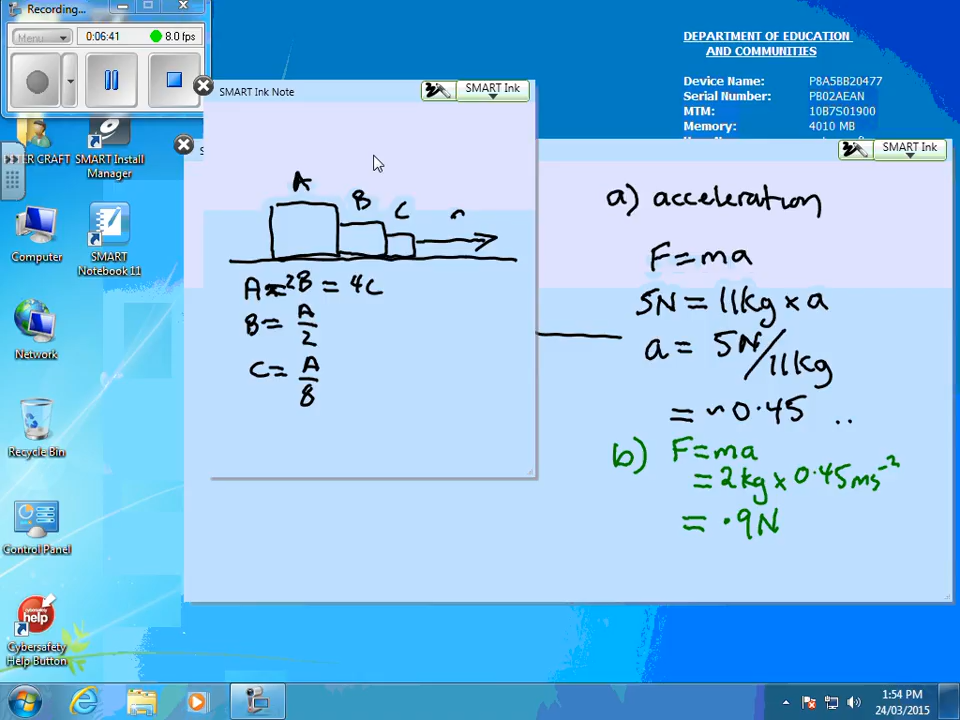 Recording...
Menu
0:06:41
8.0 fps
DEPARTMENT OF EDUCATION
AND COMMUNITIES
Device Name: P8A5BB20477
Serial Number: PB02AEAN
MTM: 10B7S01900
Memory: 4010 MB
SMART Ink Note
SMART Ink
SMART Ink
ER CRAFT
SMART Install
Manager
Computer
SMART
Notebook 11
Network
Recycle Bin
Control Panel
help
Cybersafety
Help Button
A
B
C
A = 2B = 4C
B = A/2
C = A/8
a) acceleration
F = ma
5N = 11kg x a
a = 5N/11kg
= ~0.45 ..
b) F = ma
= 2kg x 0.45ms⁻²
= .9N
1:54 PM
24/03/2015